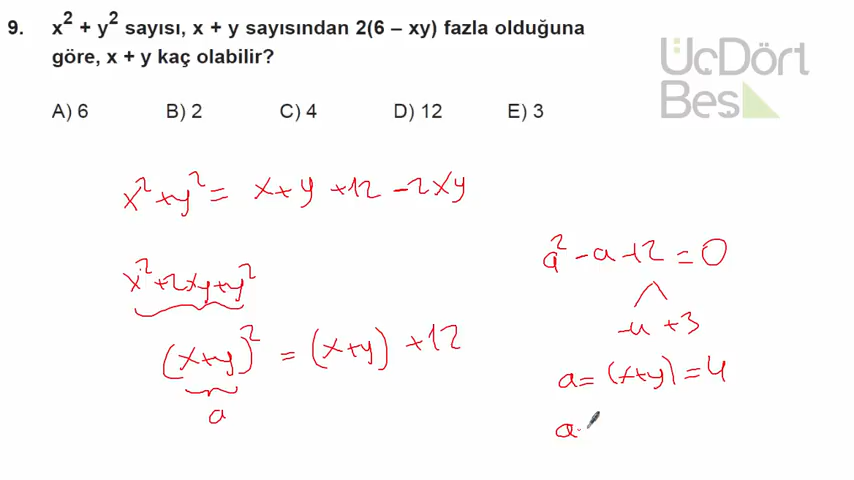 9. x² + y² sayısı, x + y sayısından 2(6 – xy) fazla olduğuna
göre, x + y kaç olabilir?
ÜçDört
Beş
A) 6 B) 2 C) 4 D) 12 E) 3
x² + y² = x + y + 12 – 2xy
x² + 2xy + y²
(x+y)² = (x+y) + 12
a
a² – a + 12 = 0
–4 +3
a = (x+y) = 4
a